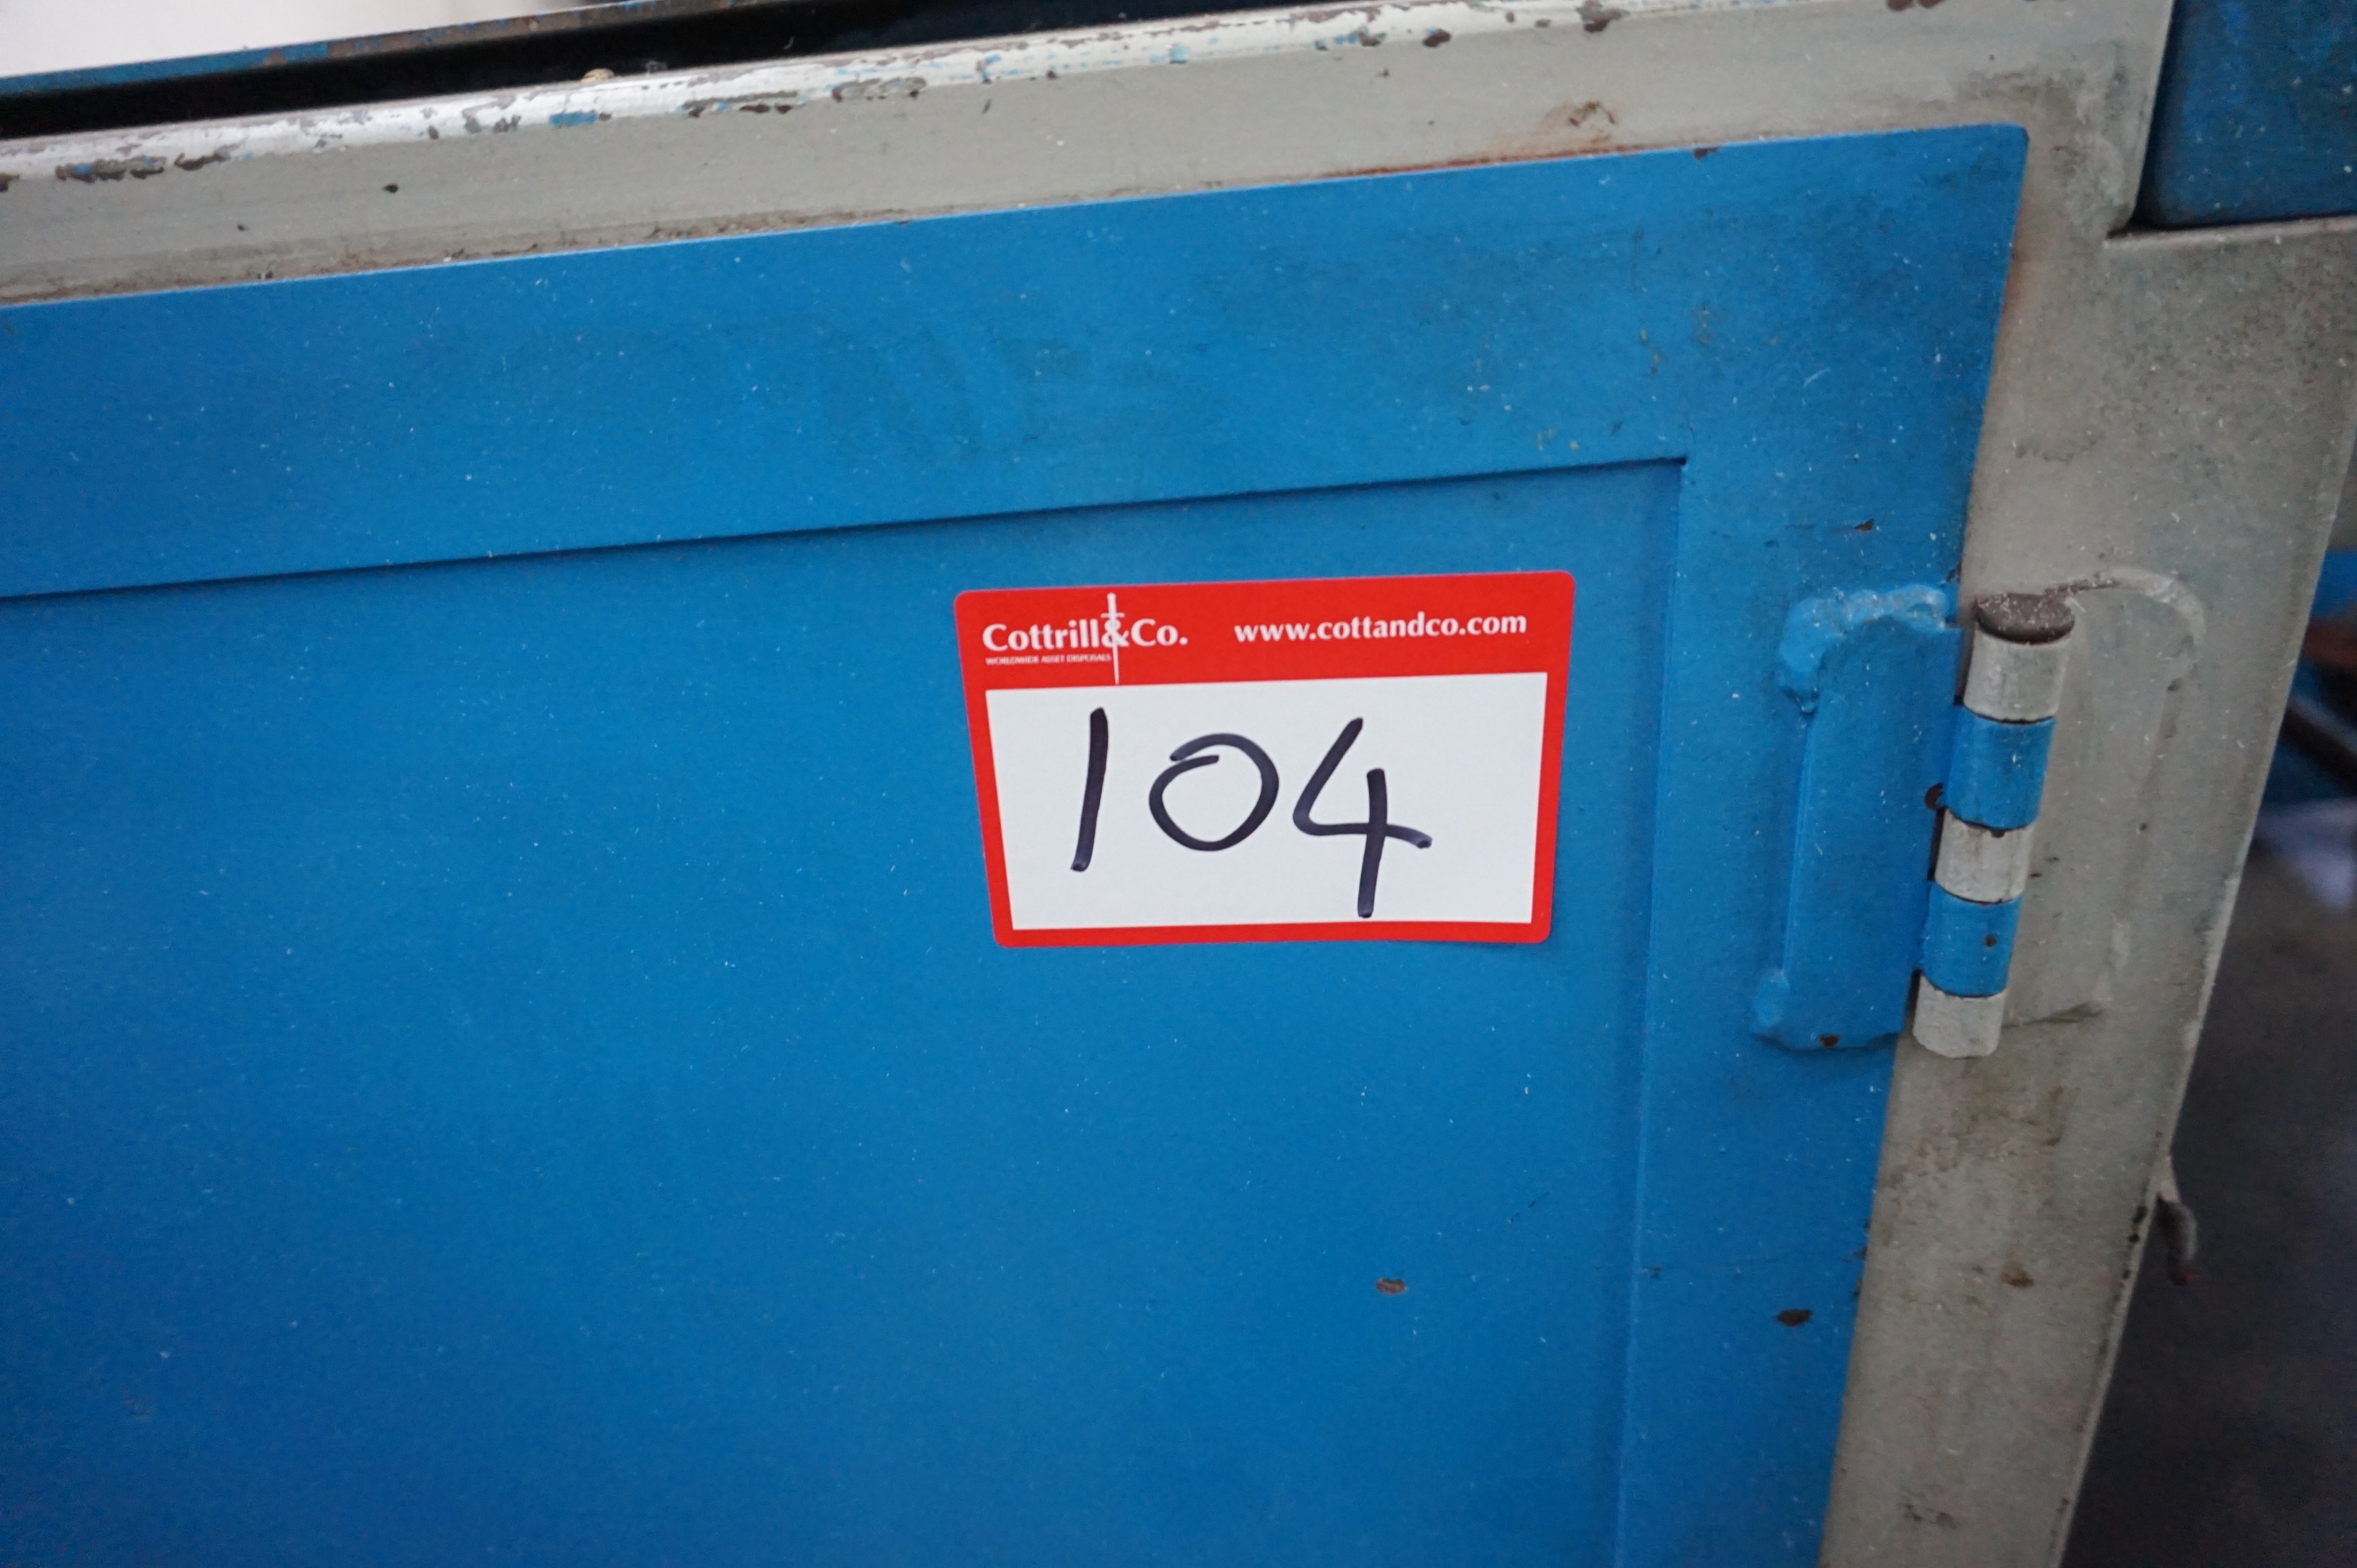 Cottrill&Co. www.cottandco.com
WORLDWIDE ASSET DISPOSALS
104